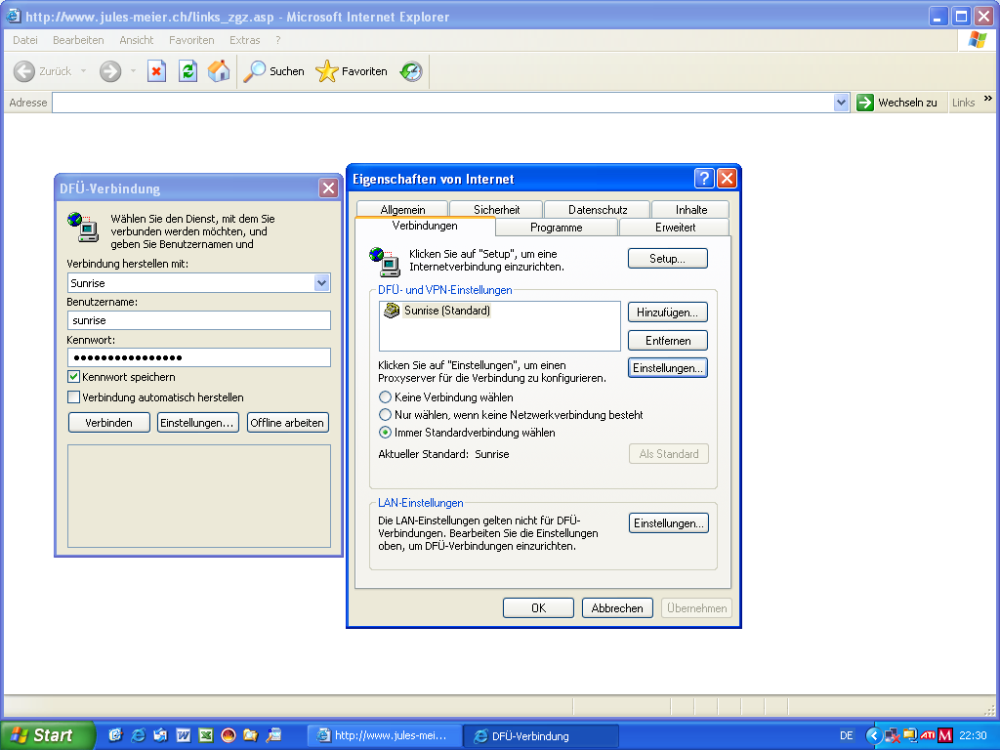 http://www.jules-meier.ch/links_zgz.asp - Microsoft Internet Explorer
Datei Bearbeiten Ansicht Favoriten Extras ?
Zurück Suchen Favoriten
Adresse Wechseln zu Links »
DFÜ-Verbindung
Wählen Sie den Dienst, mit dem Sie
verbunden werden möchten, und
geben Sie Benutzernamen und
Verbindung herstellen mit:
Sunrise
Benutzername:
sunrise
Kennwort:
●●●●●●●●●●●●●●●●
Kennwort speichern
Verbindung automatisch herstellen
Verbinden Einstellungen... Offline arbeiten
Eigenschaften von Internet
Allgemein Sicherheit Datenschutz Inhalte
Verbindungen Programme Erweitert
Klicken Sie auf "Setup", um eine
Internetverbindung einzurichten.
Setup...
DFÜ- und VPN-Einstellungen
Sunrise (Standard)
Hinzufügen...
Entfernen
Klicken Sie auf "Einstellungen", um einen
Proxyserver für die Verbindung zu konfigurieren.
Einstellungen...
Keine Verbindung wählen
Nur wählen, wenn keine Netzwerkverbindung besteht
Immer Standardverbindung wählen
Aktueller Standard: Sunrise
Als Standard
LAN-Einstellungen
Die LAN-Einstellungen gelten nicht für DFÜ-
Verbindungen. Bearbeiten Sie die Einstellungen
oben, um DFÜ-Verbindungen einzurichten.
Einstellungen...
OK Abbrechen Übernehmen
Start http://www.jules-mei... DFÜ-Verbindung DE ATI M 22:30